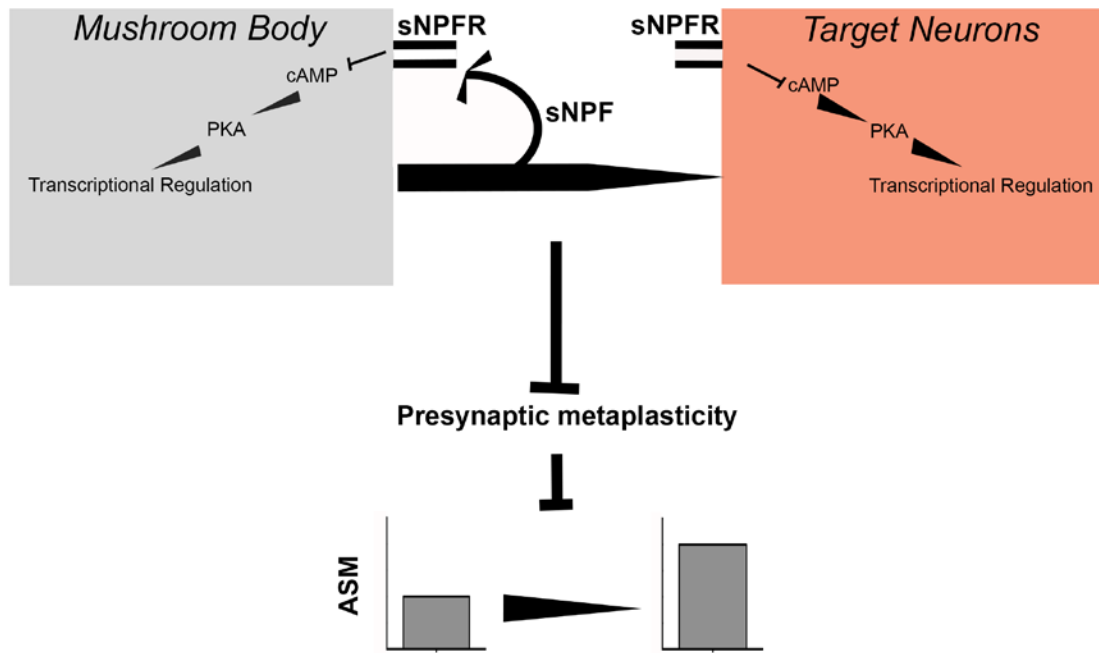 Mushroom Body
sNPFR
sNPFR
Target Neurons
cAMP
cAMP
sNPF
PKA
PKA
Transcriptional Regulation
Transcriptional Regulation
Presynaptic metaplasticity
ASM